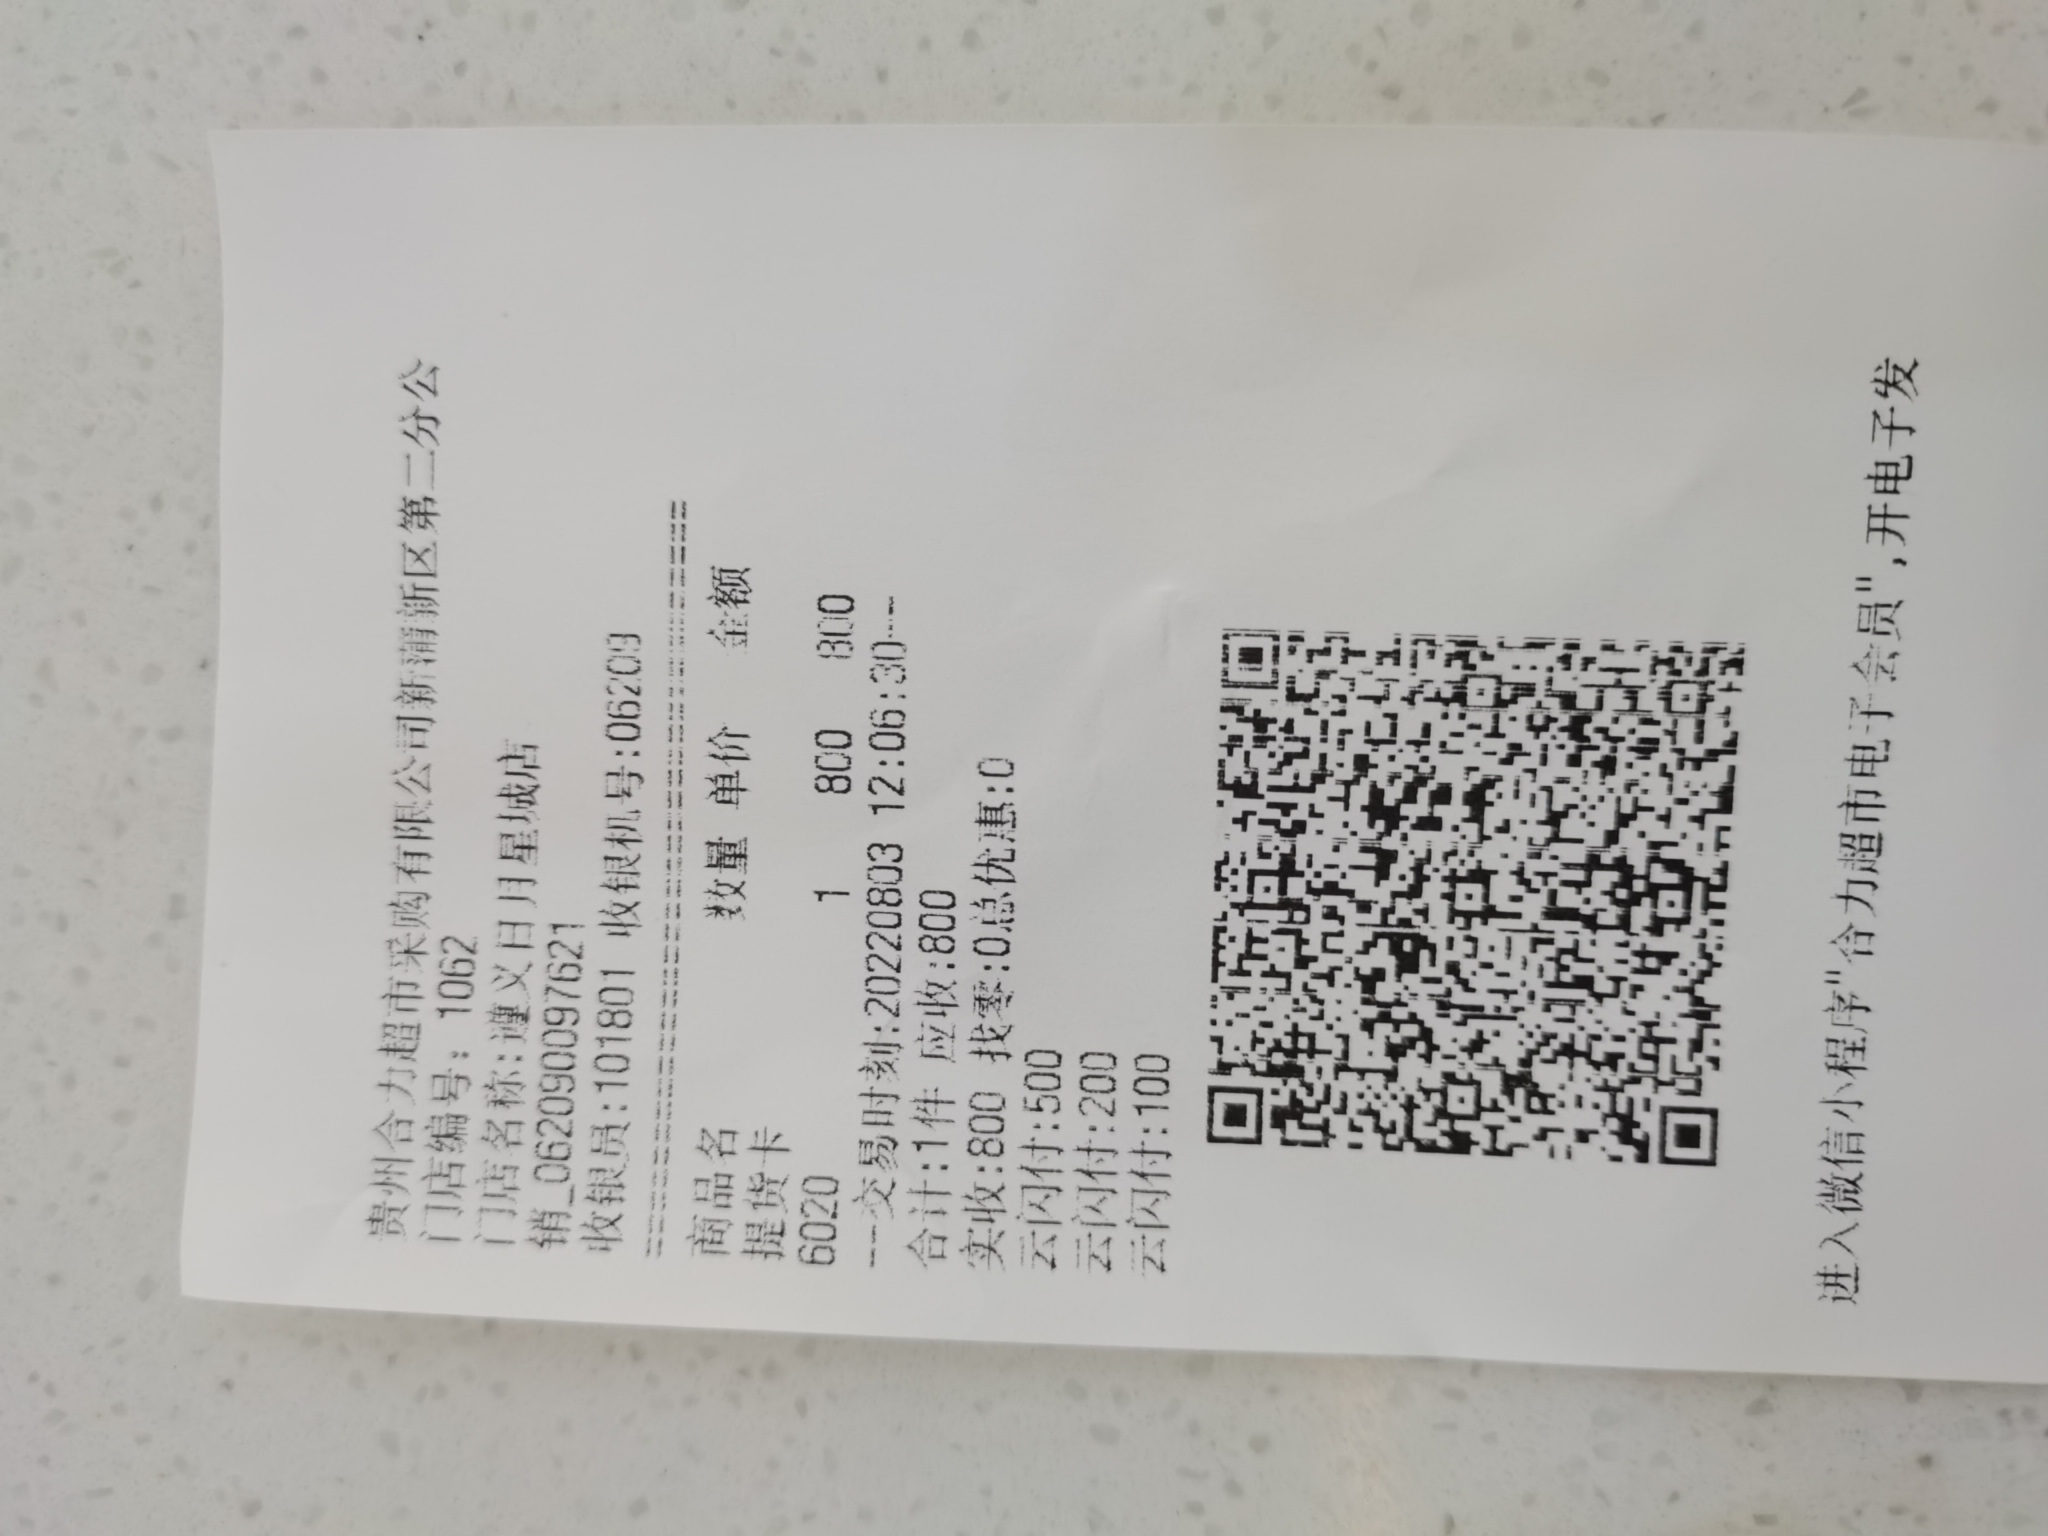 贵州合力超市采购有限公司新蒲新区第二分公
门店编号: 1062
门店名称:遵义日月星城店
销_062090097621
收银员:101801 收银机号:06209
商品名 数量 单价 金额
提货卡
6020 1 800 800
---交易时刻:20220803 12:06:30---
合计:1件 应收:800
实收:800 找零:0总优惠:0
云闪付:500
云闪付:200
云闪付:100
进入微信小程序"合力超市电子会员",开电子发